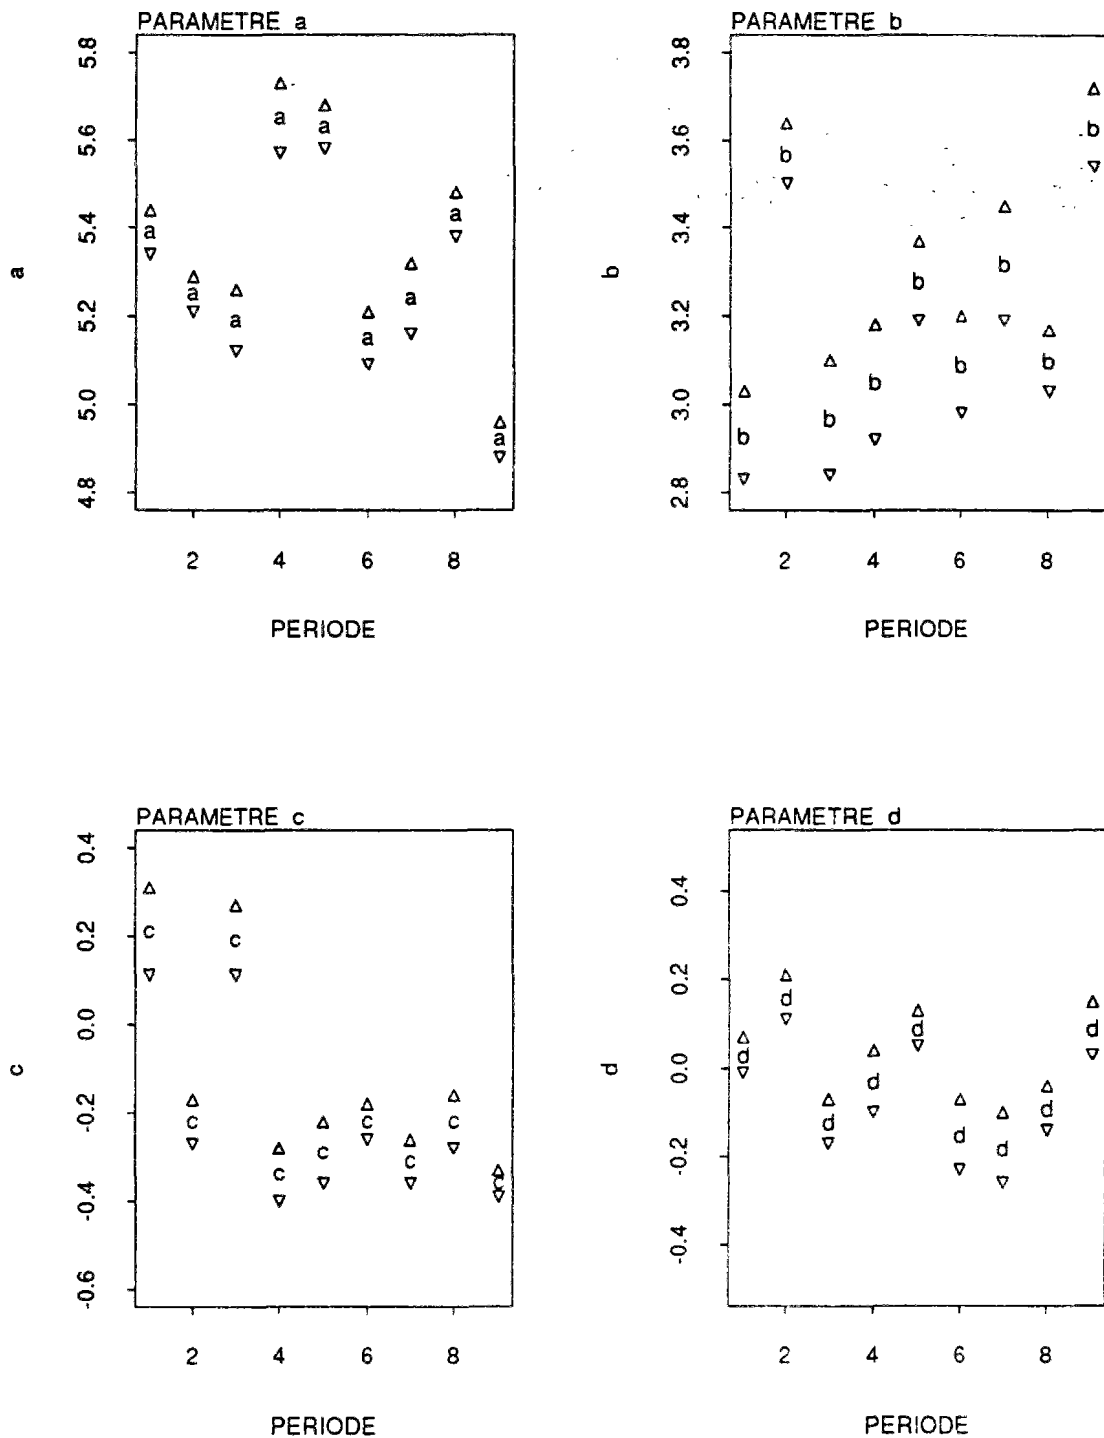 PARAMETRE a
a
5.8
5.6
5.4
5.2
5.0
4.8
a
a
a
a
a
a
a
a
a
2
4
6
8
PERIODE
PARAMETRE b
b
3.8
3.6
3.4
3.2
3.0
2.8
b
b
b
b
b
b
b
b
b
2
4
6
8
PERIODE
PARAMETRE c
c
0.4
0.2
0.0
-0.2
-0.4
-0.6
c
c
c
c
c
c
c
c
c
2
4
6
8
PERIODE
PARAMETRE d
d
0.4
0.2
0.0
-0.2
-0.4
d
d
d
d
d
d
d
d
d
2
4
6
8
PERIODE